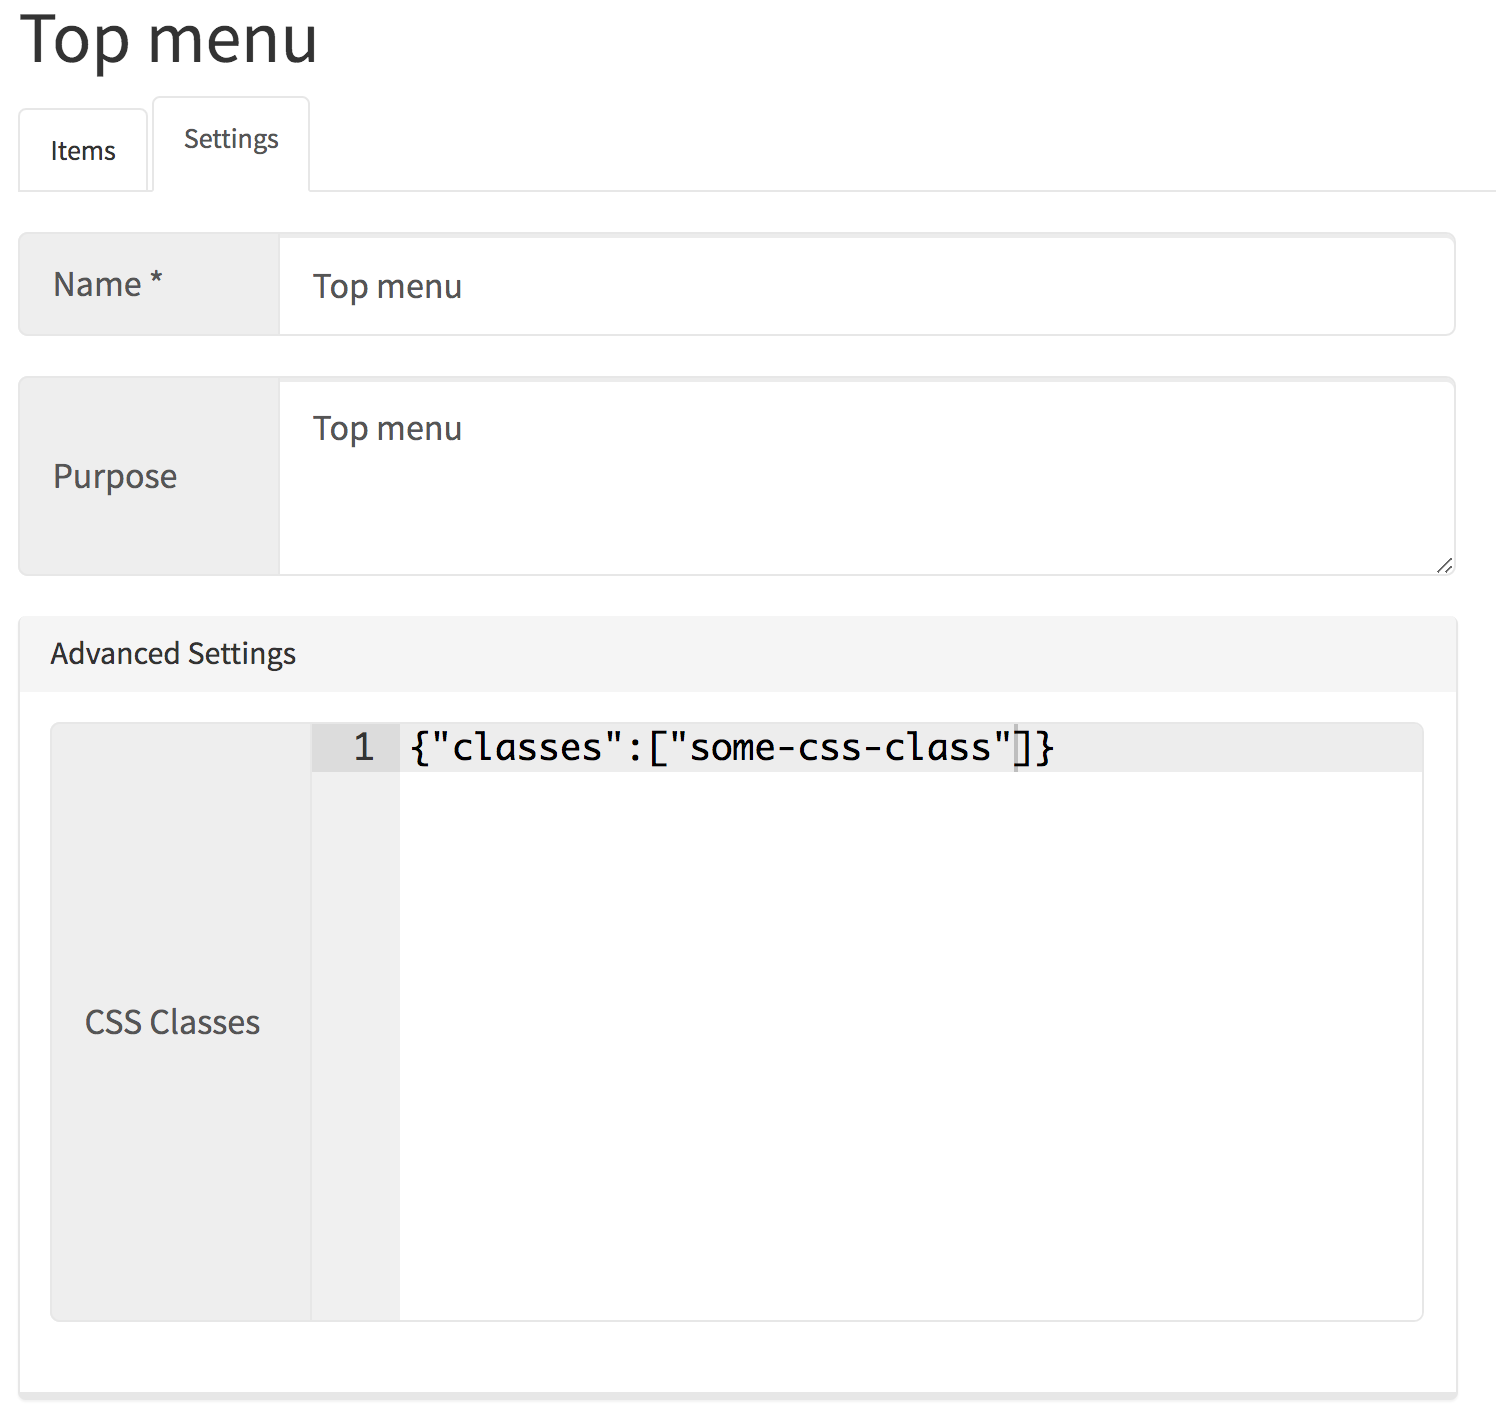 Top menu
Items
Settings
Name *
Top menu
Purpose
Top menu
Advanced Settings
CSS Classes
1
{"classes":["some-css-class"]}